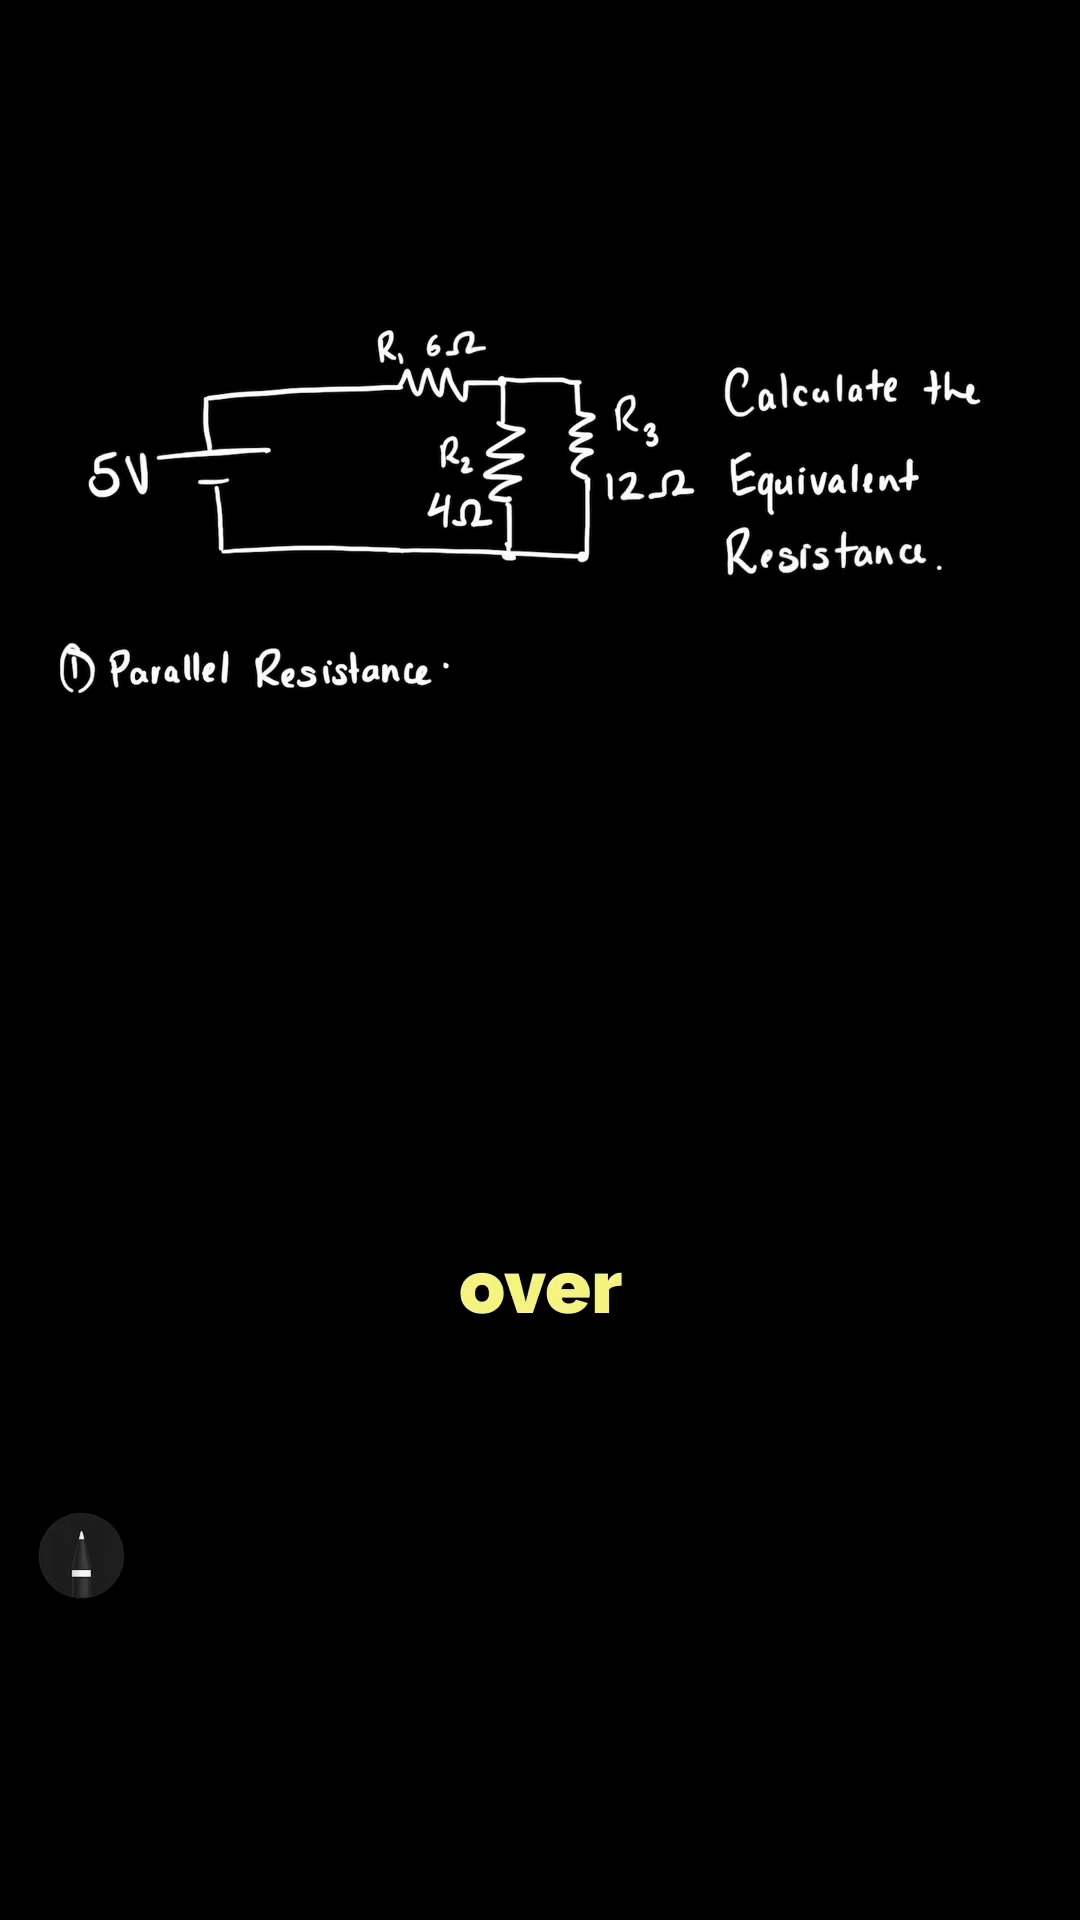 R₁ 6Ω
5V
R₂
4Ω
R₃
12Ω
Calculate the
Equivalent
Resistance.
① Parallel Resistance·
over